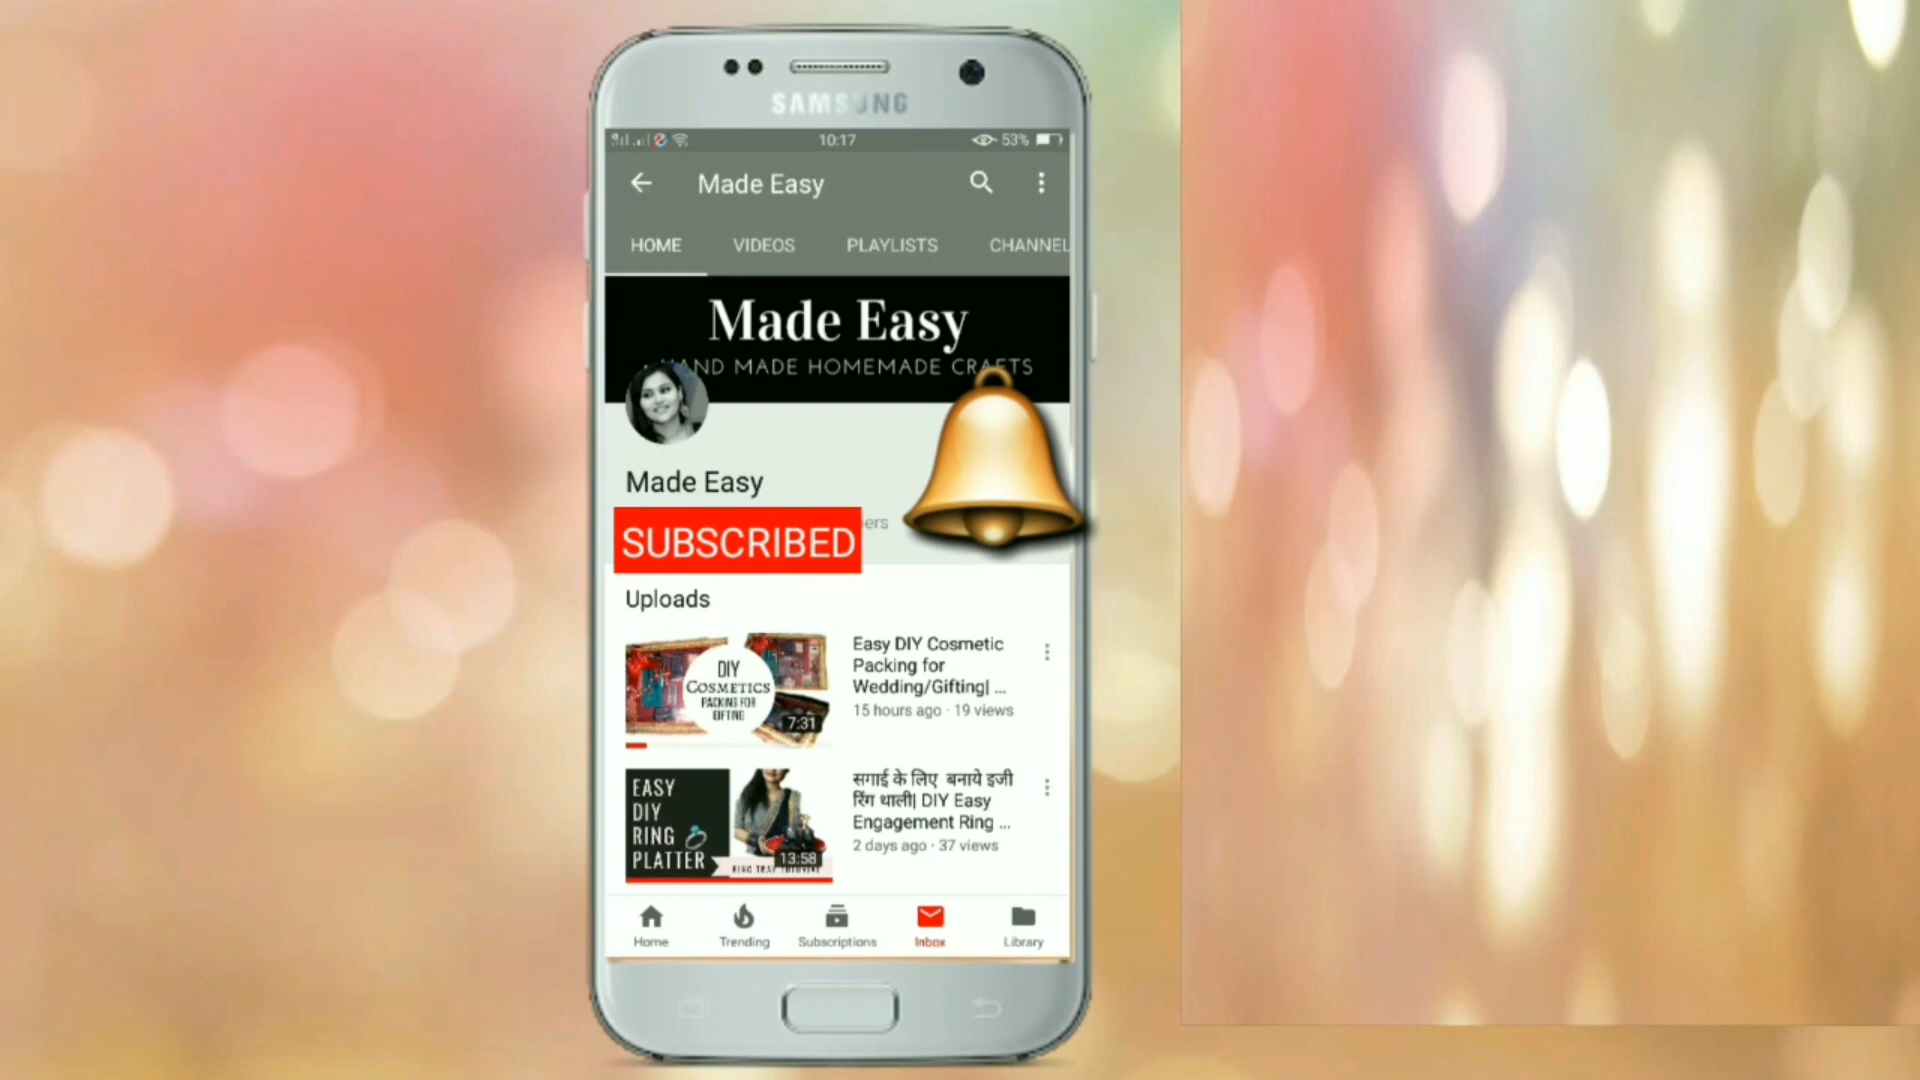 SAMSUNG
10:17
53%
Made Easy
HOME VIDEOS PLAYLISTS CHANNEL
Made Easy
HAND MADE HOMEMADE CRAFTS
Made Easy
SUBSCRIBED
Uploads
DIY
COSMETICS
PACKING FOR
GIFTING
7:31
Easy DIY Cosmetic
Packing for
Wedding/Gifting| ...
15 hours ago · 19 views
EASY
DIY
RING
PLATTER
13:58
सगाई के लिए बनाये इजी
रिंग थाली| DIY Easy
Engagement Ring ...
2 days ago · 37 views
Home Trending Subscriptions Inbox Library